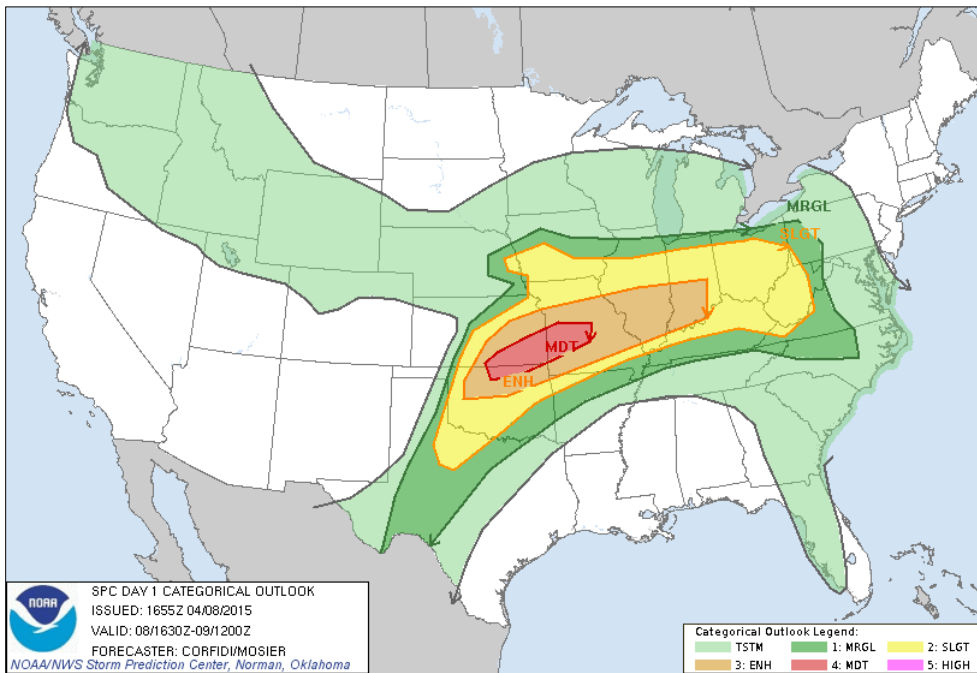 MRGL
SLGT
MDT
ENH
NOAA
SPC DAY 1 CATEGORICAL OUTLOOK
ISSUED: 1655Z 04/08/2015
VALID: 08/1630Z-09/1200Z
FORECASTER: CORFIDI/MOSIER
NOAA/NWS Storm Prediction Center, Norman, Oklahoma
Categorical Outlook Legend:
TSTM 1: MRGL 2: SLGT
3: ENH 4: MDT 5: HIGH